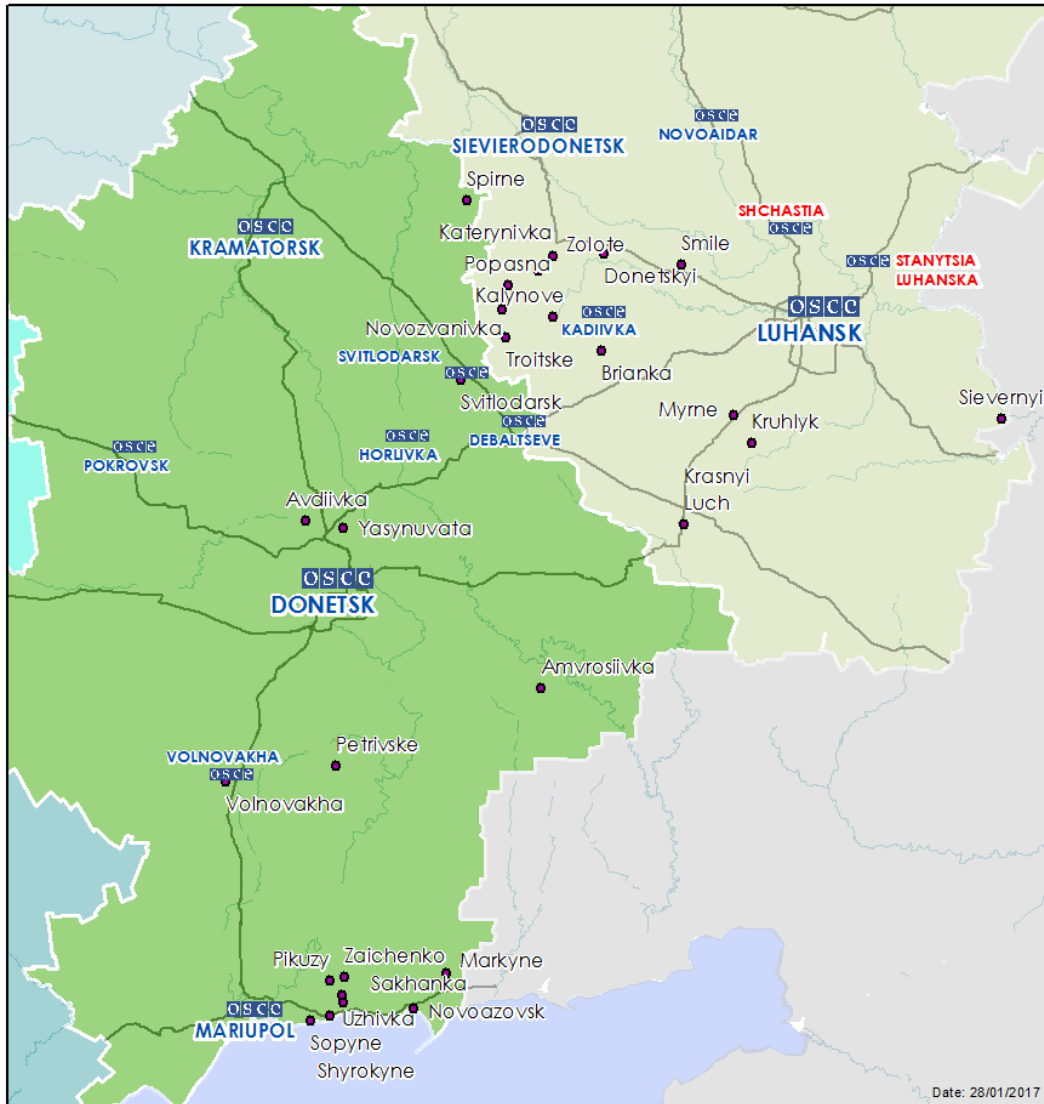 osce
SIEVIERODONETSK
osce
NOVOAIDAR
Spirne
SHCHASTIA
osce
osce
KRAMATORSK
Katerynivka
Zolote
Smile
osce
STANYTSIA
LUHANSKA
Popasna
Donetskyi
Kalynove
osce
KADIIVKA
osce
LUHANSK
Novozvanivka
Troitske
Brianka
SVITLODARSK
osce
Svitlodarsk
Myrne
Sievernyi
osce
DEBALTSEVE
osce
HORLIVKA
Kruhlyk
osce
POKROVSK
Krasnyi
Luch
Avdiivka
Yasynuvata
osce
DONETSK
Amvrosiivka
Petrivske
VOLNOVAKHA
osce
Volnovakha
Pikuzy
Zaichenko
Markyne
Sakhanka
osce
MARIUPOL
Uzhivka
Novoazovsk
Sopyne
Shyrokyne
Date: 28/01/2017